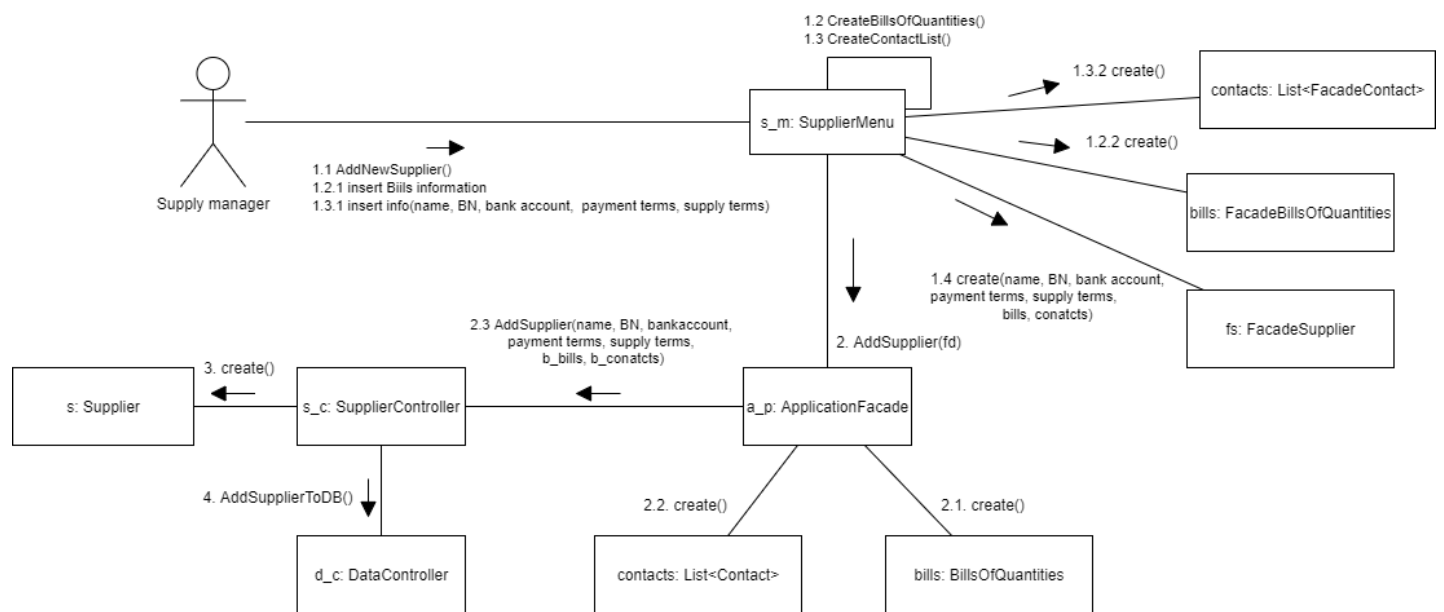 1.2 CreateBillsOfQuantities()
1.3 CreateContactList()
1.3.2 create()
contacts: List<FacadeContact>
s_m: SupplierMenu
1.2.2 create()
1.1 AddNewSupplier()
1.2.1 insert Biils information
1.3.1 insert info(name, BN, bank account, payment terms, supply terms)
Supply manager
bills: FacadeBillsOfQuantities
1.4 create(name, BN, bank account,
payment terms, supply terms,
bills, conatcts)
fs: FacadeSupplier
2.3 AddSupplier(name, BN, bankaccount,
payment terms, supply terms,
b_bills, b_conatcts)
2. AddSupplier(fd)
3. create()
s: Supplier
s_c: SupplierController
a_p: ApplicationFacade
4. AddSupplierToDB()
2.2. create()
2.1. create()
d_c: DataController
contacts: List<Contact>
bills: BillsOfQuantities